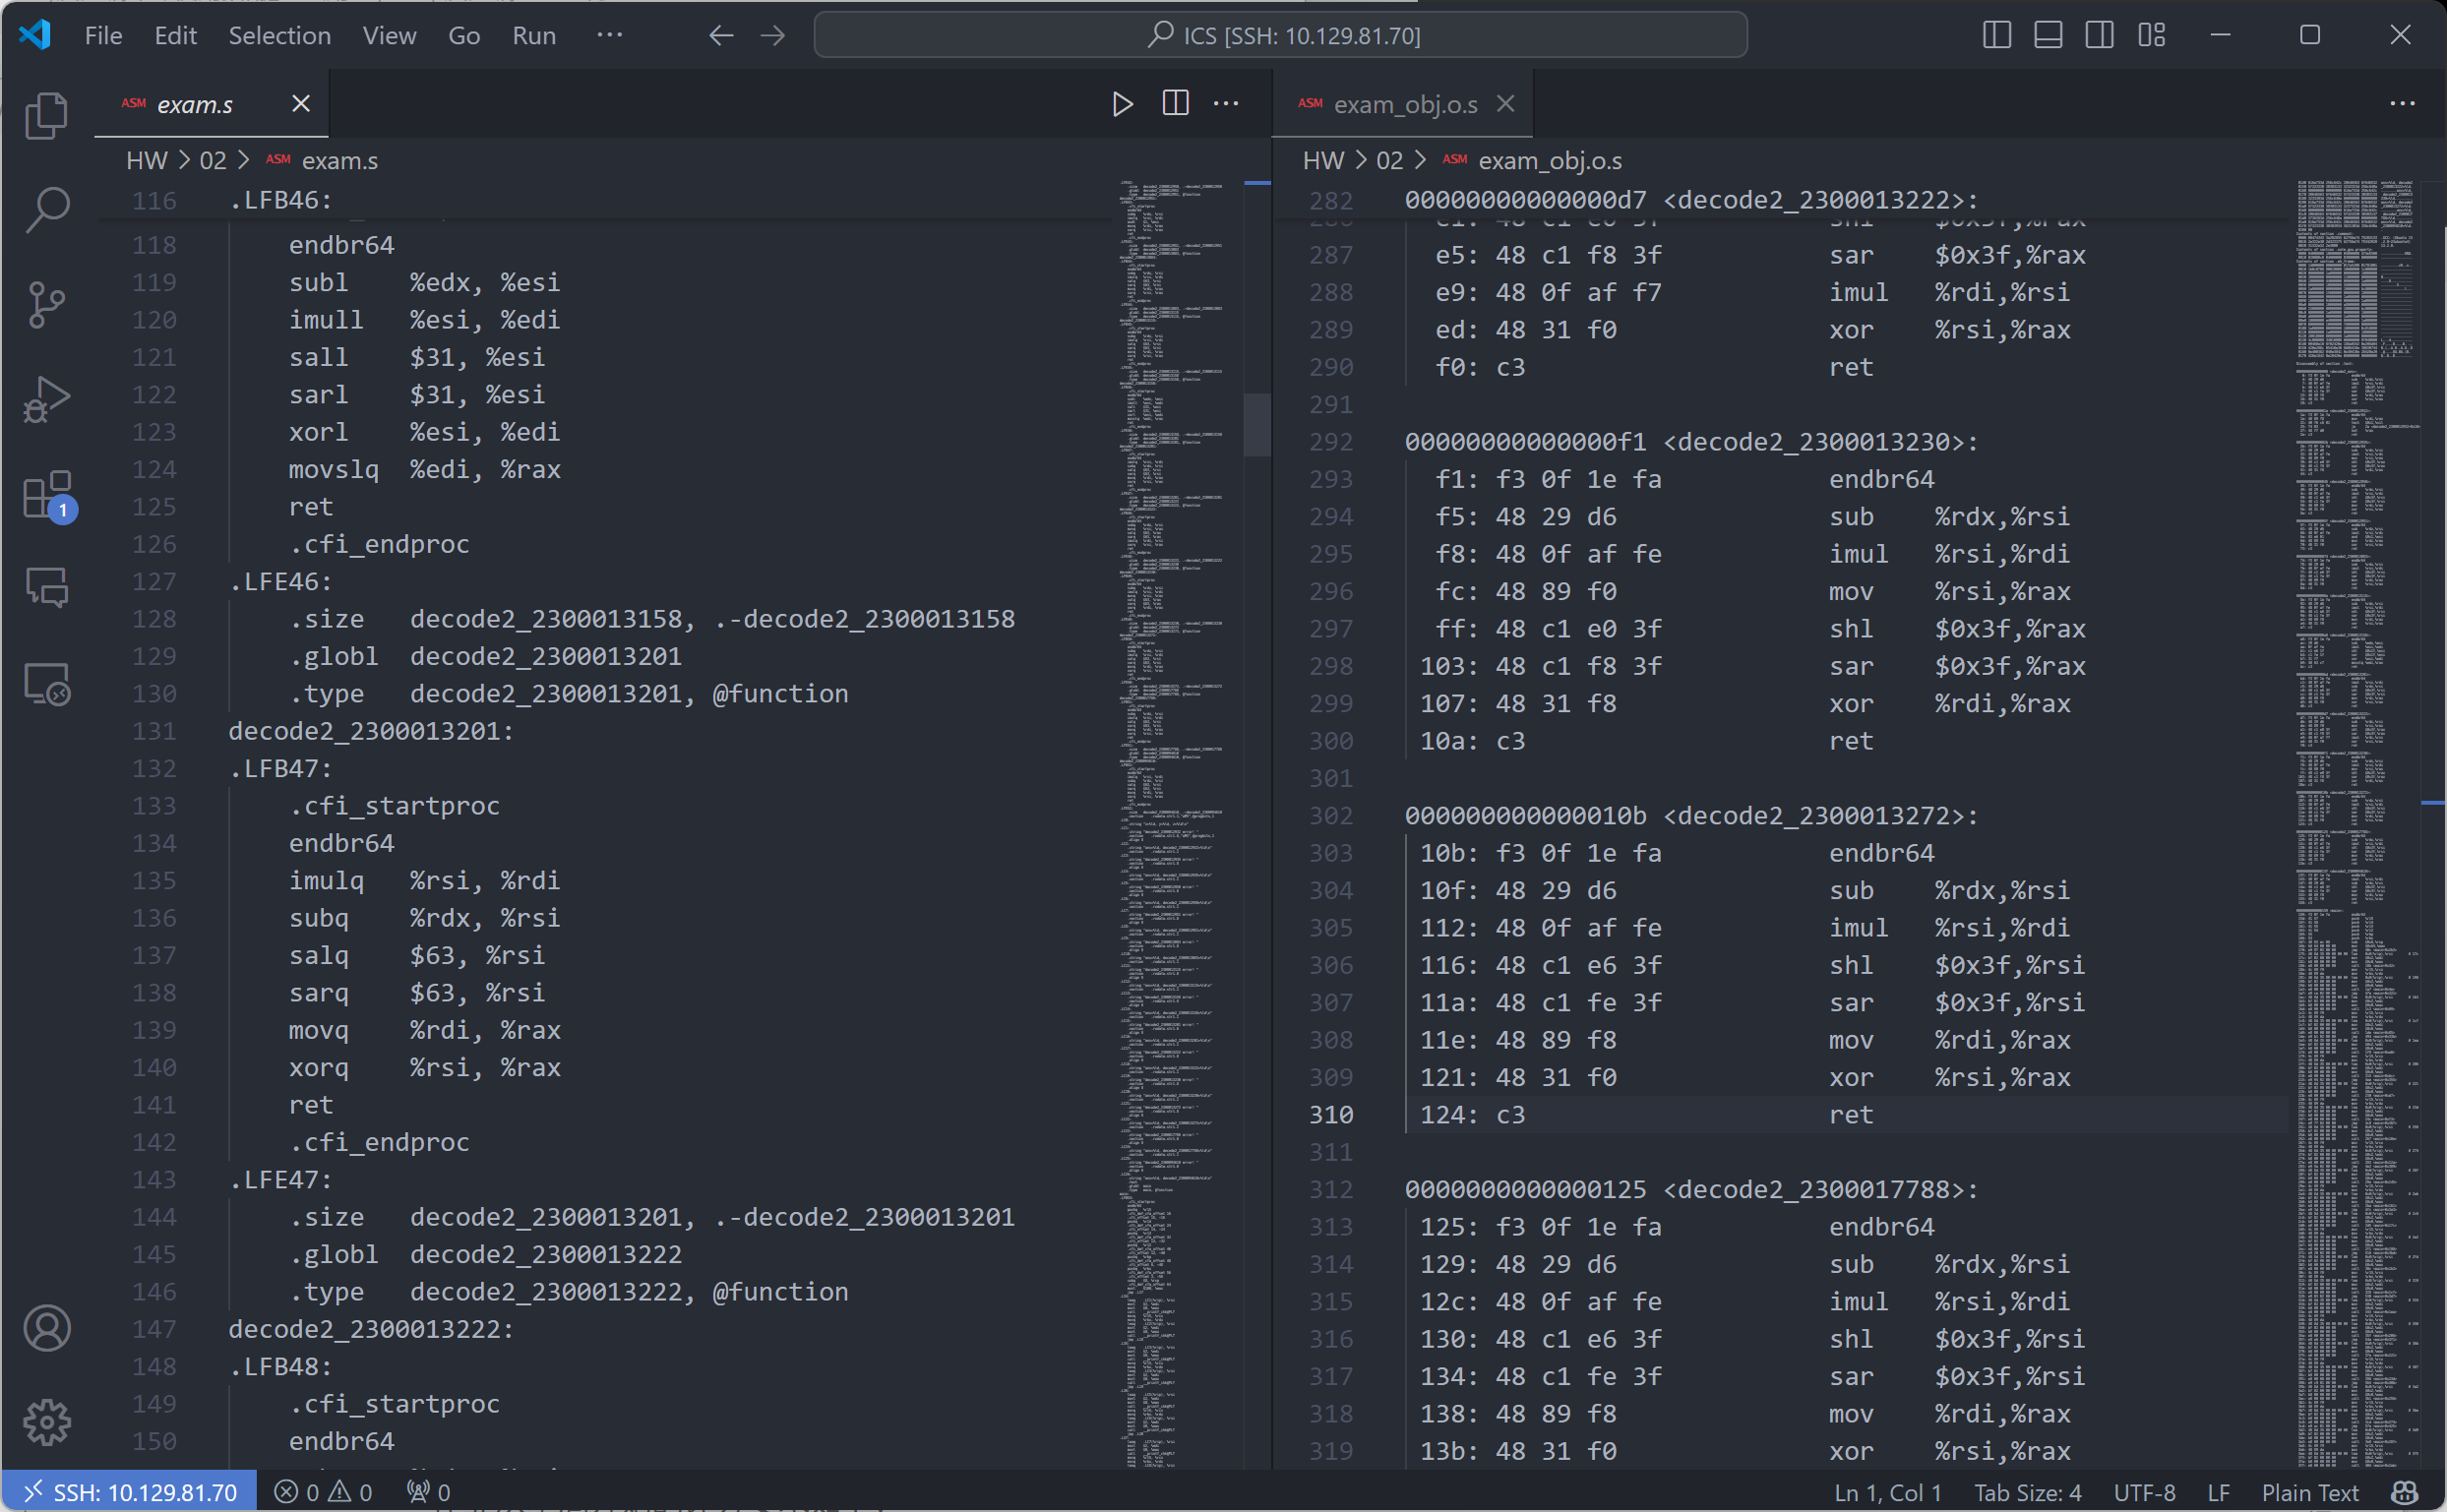 File Edit Selection View Go Run ··· ICS [SSH: 10.129.81.70]
ASM exam.s
HW > 02 > ASM exam.s
116 .LFB46:
118 endbr64
119 subl %edx, %esi
120 imull %esi, %edi
121 sall $31, %esi
122 sarl $31, %esi
123 xorl %esi, %edi
124 movslq %edi, %rax
125 ret
126 .cfi_endproc
127 .LFE46:
128 .size decode2_2300013158, .-decode2_2300013158
129 .globl decode2_2300013201
130 .type decode2_2300013201, @function
131 decode2_2300013201:
132 .LFB47:
133 .cfi_startproc
134 endbr64
135 imulq %rsi, %rdi
136 subq %rdx, %rsi
137 salq $63, %rsi
138 sarq $63, %rsi
139 movq %rdi, %rax
140 xorq %rsi, %rax
141 ret
142 .cfi_endproc
143 .LFE47:
144 .size decode2_2300013201, .-decode2_2300013201
145 .globl decode2_2300013222
146 .type decode2_2300013222, @function
147 decode2_2300013222:
148 .LFB48:
149 .cfi_startproc
150 endbr64
ASM exam_obj.o.s
HW > 02 > ASM exam_obj.o.s
282 00000000000000d7 <decode2_2300013222>:
287 e5: 48 c1 f8 3f sar $0x3f,%rax
288 e9: 48 0f af f7 imul %rdi,%rsi
289 ed: 48 31 f0 xor %rsi,%rax
290 f0: c3 ret
291
292 00000000000000f1 <decode2_2300013230>:
293 f1: f3 0f 1e fa endbr64
294 f5: 48 29 d6 sub %rdx,%rsi
295 f8: 48 0f af fe imul %rsi,%rdi
296 fc: 48 89 f0 mov %rsi,%rax
297 ff: 48 c1 e0 3f shl $0x3f,%rax
298 103: 48 c1 f8 3f sar $0x3f,%rax
299 107: 48 31 f8 xor %rdi,%rax
300 10a: c3 ret
301
302 000000000000010b <decode2_2300013272>:
303 10b: f3 0f 1e fa endbr64
304 10f: 48 29 d6 sub %rdx,%rsi
305 112: 48 0f af fe imul %rsi,%rdi
306 116: 48 c1 e6 3f shl $0x3f,%rsi
307 11a: 48 c1 fe 3f sar $0x3f,%rsi
308 11e: 48 89 f8 mov %rdi,%rax
309 121: 48 31 f0 xor %rsi,%rax
310 124: c3 ret
311
312 0000000000000125 <decode2_2300017788>:
313 125: f3 0f 1e fa endbr64
314 129: 48 29 d6 sub %rdx,%rsi
315 12c: 48 0f af fe imul %rsi,%rdi
316 130: 48 c1 e6 3f shl $0x3f,%rsi
317 134: 48 c1 fe 3f sar $0x3f,%rsi
318 138: 48 89 f8 mov %rdi,%rax
319 13b: 48 31 f0 xor %rsi,%rax
1
SSH: 10.129.81.70 0 0 0 Ln 1, Col 1 Tab Size: 4 UTF-8 LF Plain Text